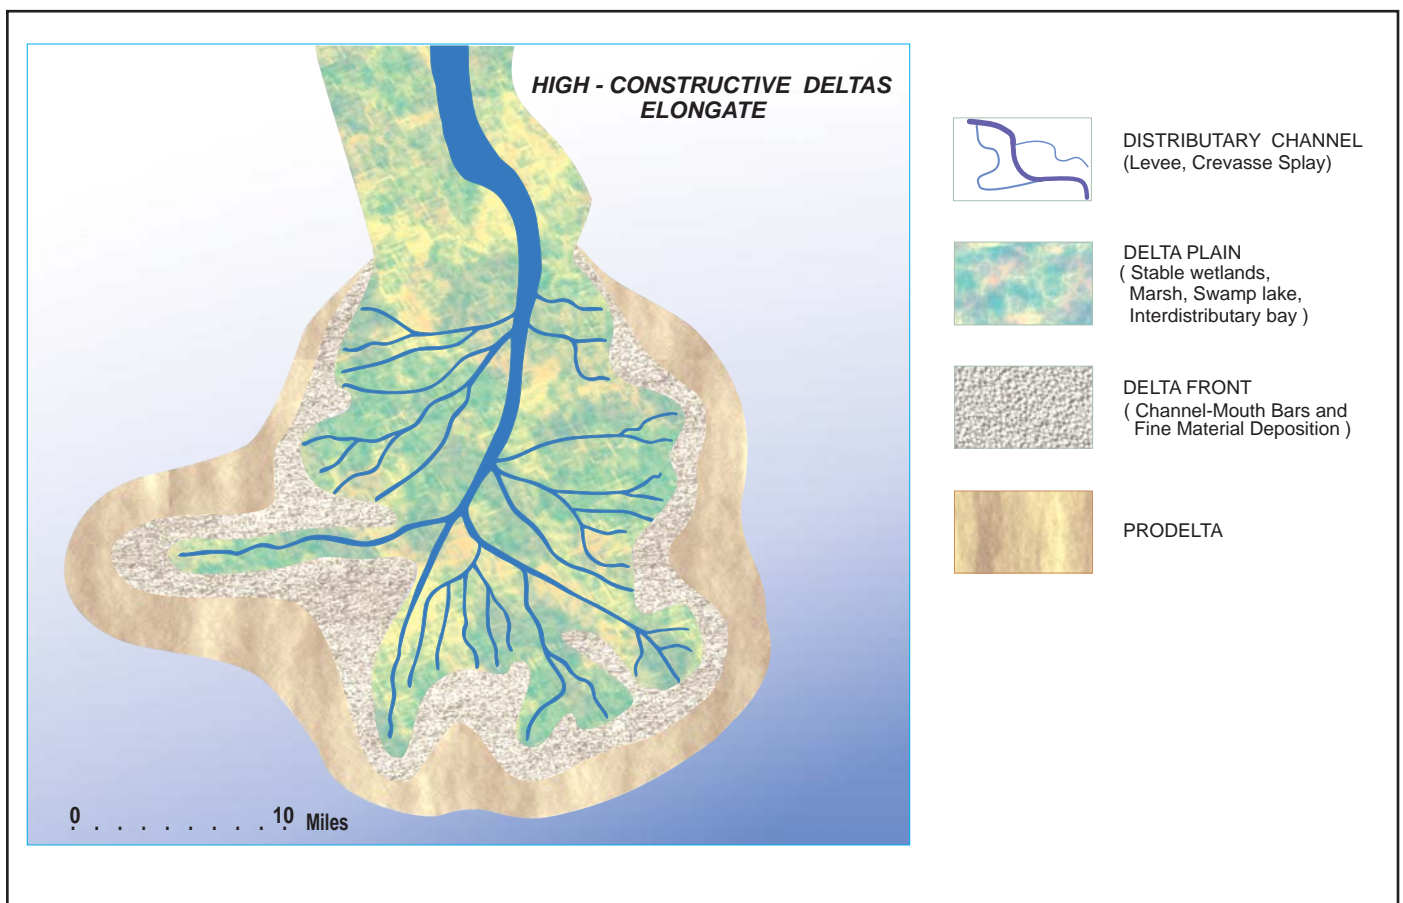 HIGH - CONSTRUCTIVE DELTAS
ELONGATE
0 10 Miles
DISTRIBUTARY CHANNEL
(Levee, Crevasse Splay)
DELTA PLAIN
( Stable wetlands,
Marsh, Swamp lake,
Interdistributary bay )
DELTA FRONT
( Channel-Mouth Bars and
Fine Material Deposition )
PRODELTA